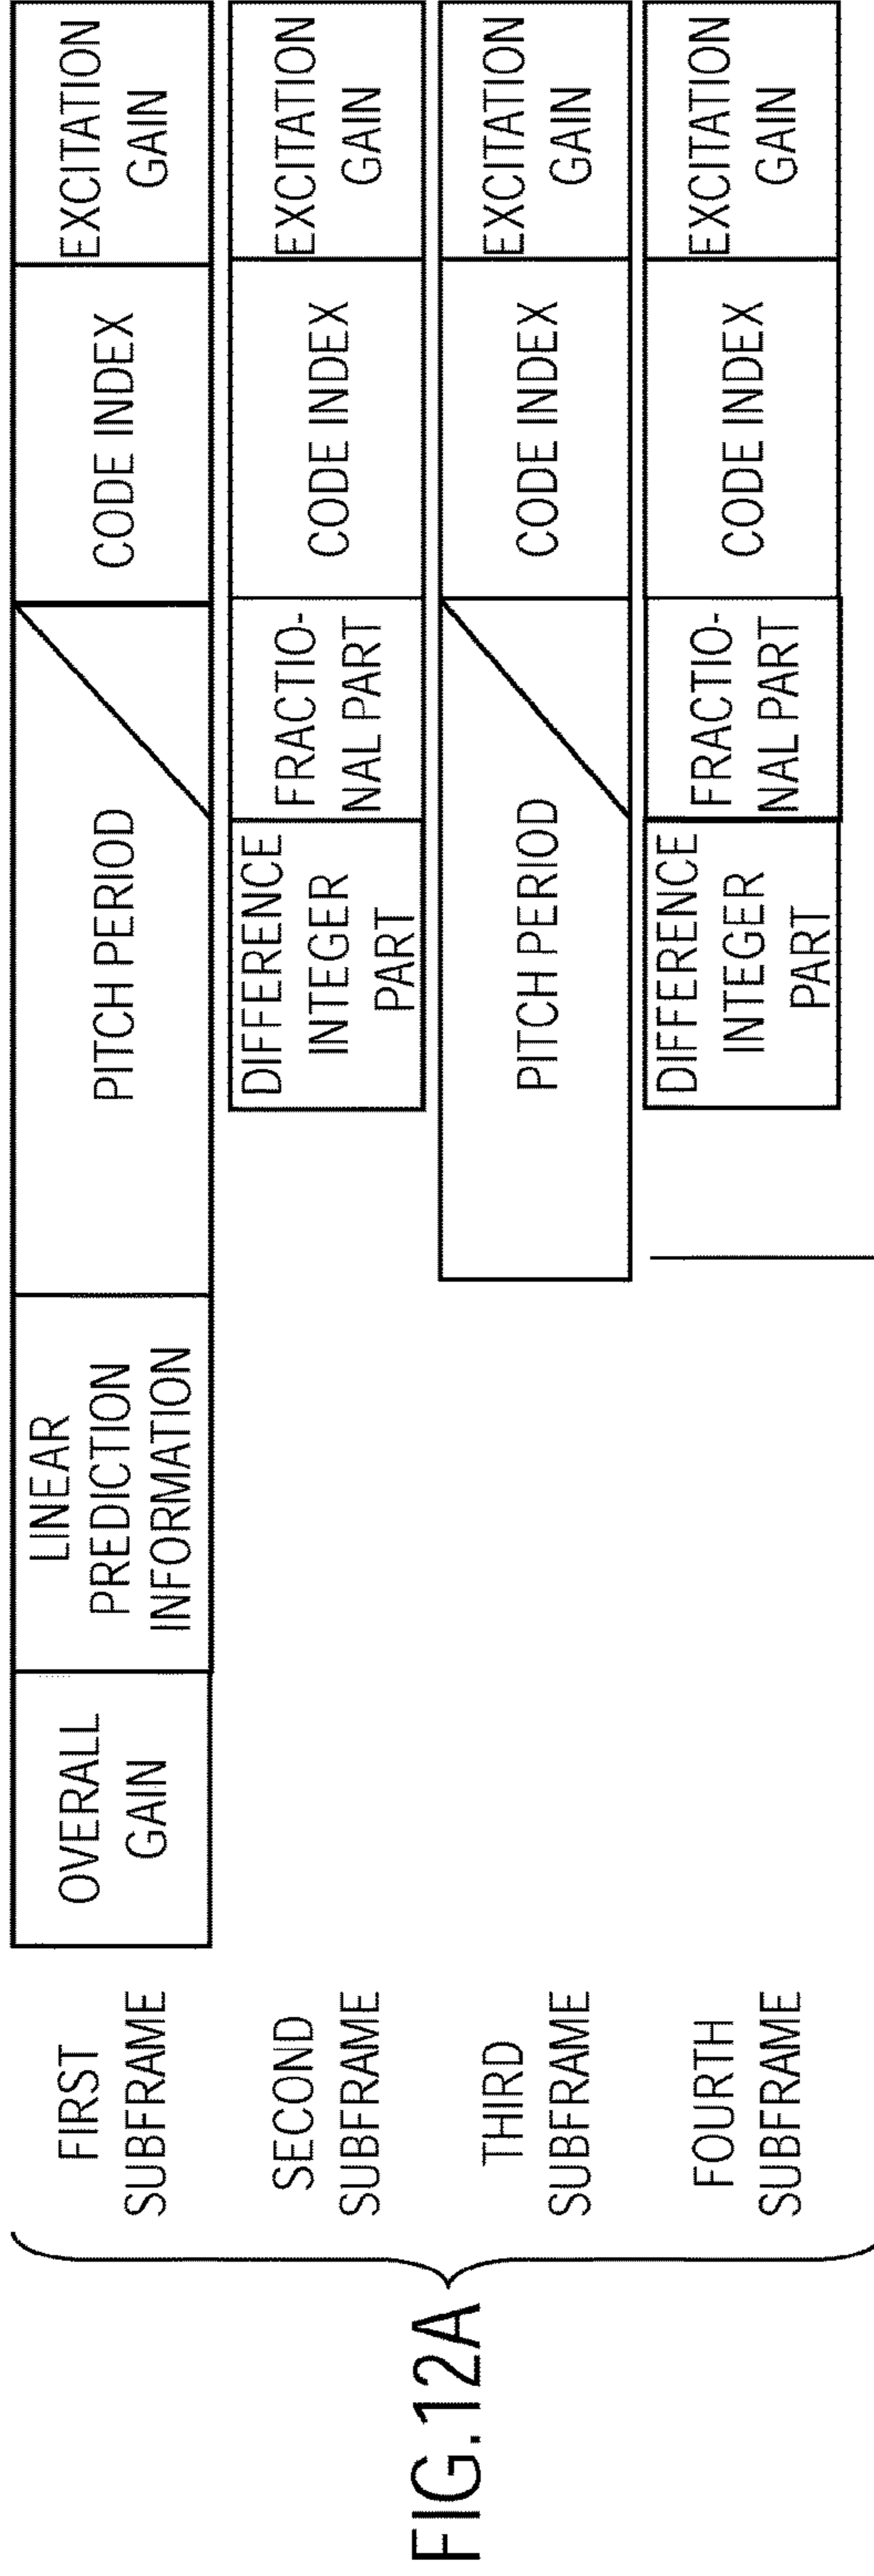 FIG.12A
FIRST
SUBFRAME
OVERALL
GAIN
LINEAR
PREDICTION
INFORMATION
PITCH PERIOD
CODE INDEX
EXCITATION
GAIN
SECOND
SUBFRAME
DIFFERENCE
INTEGER
PART
FRACTIO-
NAL PART
CODE INDEX
EXCITATION
GAIN
THIRD
SUBFRAME
PITCH PERIOD
CODE INDEX
EXCITATION
GAIN
FOURTH
SUBFRAME
DIFFERENCE
INTEGER
PART
FRACTIO-
NAL PART
CODE INDEX
EXCITATION
GAIN